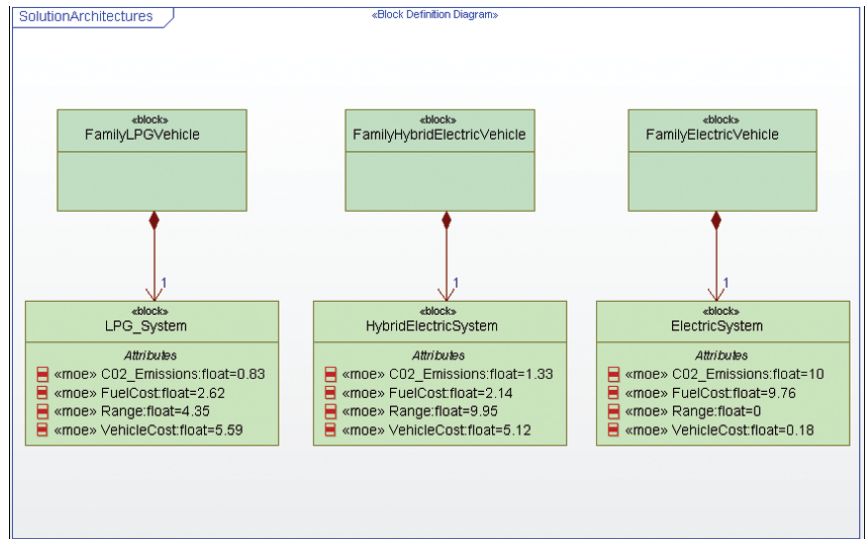 SolutionArchitectures
«Block Definition Diagram»
«block»
FamilyLPGVehicle
«block»
FamilyHybridElectricVehicle
«block»
FamilyElectricVehicle
1
1
1
«block»
LPG_System
Attributes
«moe» C02_Emissions:float=0.83
«moe» FuelCost:float=2.62
«moe» Range:float=4.35
«moe» VehicleCost:float=5.59
«block»
HybridElectricSystem
Attributes
«moe» C02_Emissions:float=1.33
«moe» FuelCost:float=2.14
«moe» Range:float=9.95
«moe» VehicleCost:float=5.12
«block»
ElectricSystem
Attributes
«moe» C02_Emissions:float=10
«moe» FuelCost:float=9.76
«moe» Range:float=0
«moe» VehicleCost:float=0.18